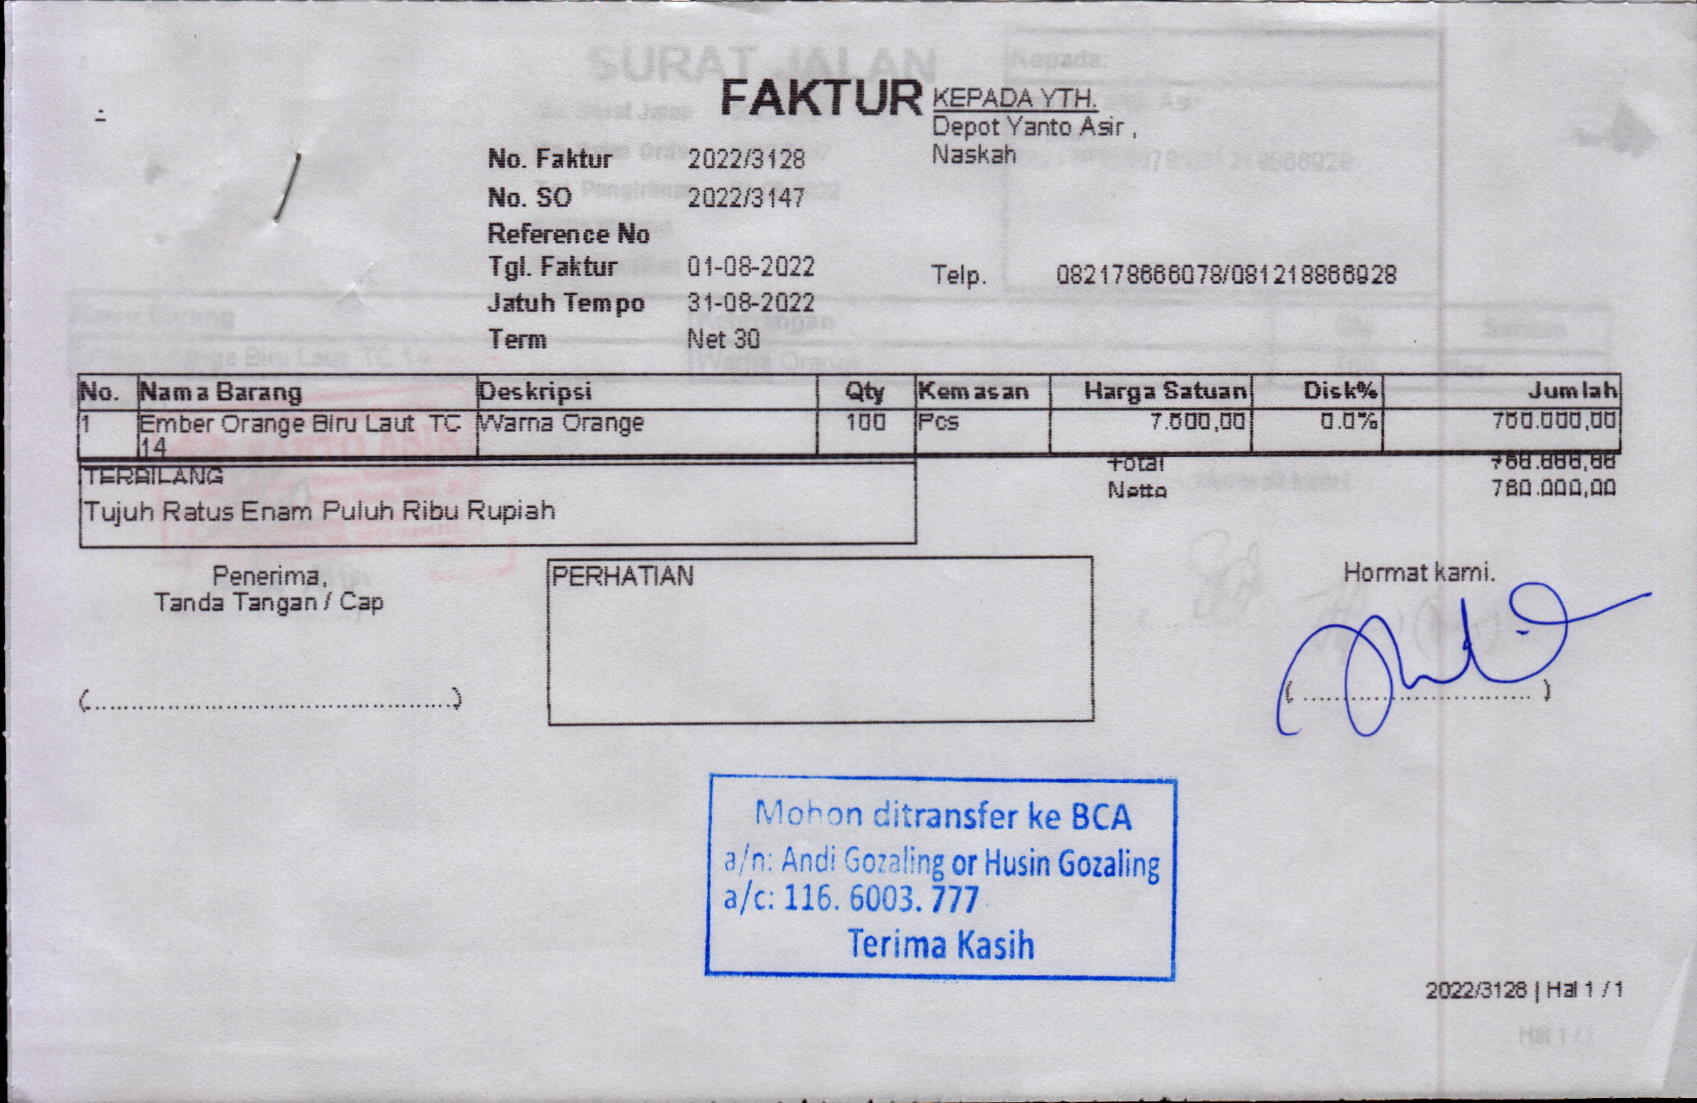 FAKTUR
KEPADA YTH.
Depot Yanto Asir ,
Naskah
No. Faktur 2022/3128
No. SO 2022/3147
Reference No
Tgl. Faktur 01-08-2022
Telp. 082178666078/081218866928
Jatuh Tempo 31-08-2022
Term Net 30
No. Nama Barang Deskripsi Qty Kemasan Harga Satuan Disk% Jumlah
1 Ember Orange Biru Laut TC Warna Orange 100 Pcs 7.600,00 0.0% 760.000,00
14
TERBILANG Total 760.000,00
Netto 760.000,00
Tujuh Ratus Enam Puluh Ribu Rupiah
Penerima,
Tanda Tangan / Cap
PERHATIAN
Hormat kami.
Mohon ditransfer ke BCA
a/n: Andi Gozaling or Husin Gozaling
a/c: 116. 6003. 777
Terima Kasih
2022/3128 | Hal 1 / 1